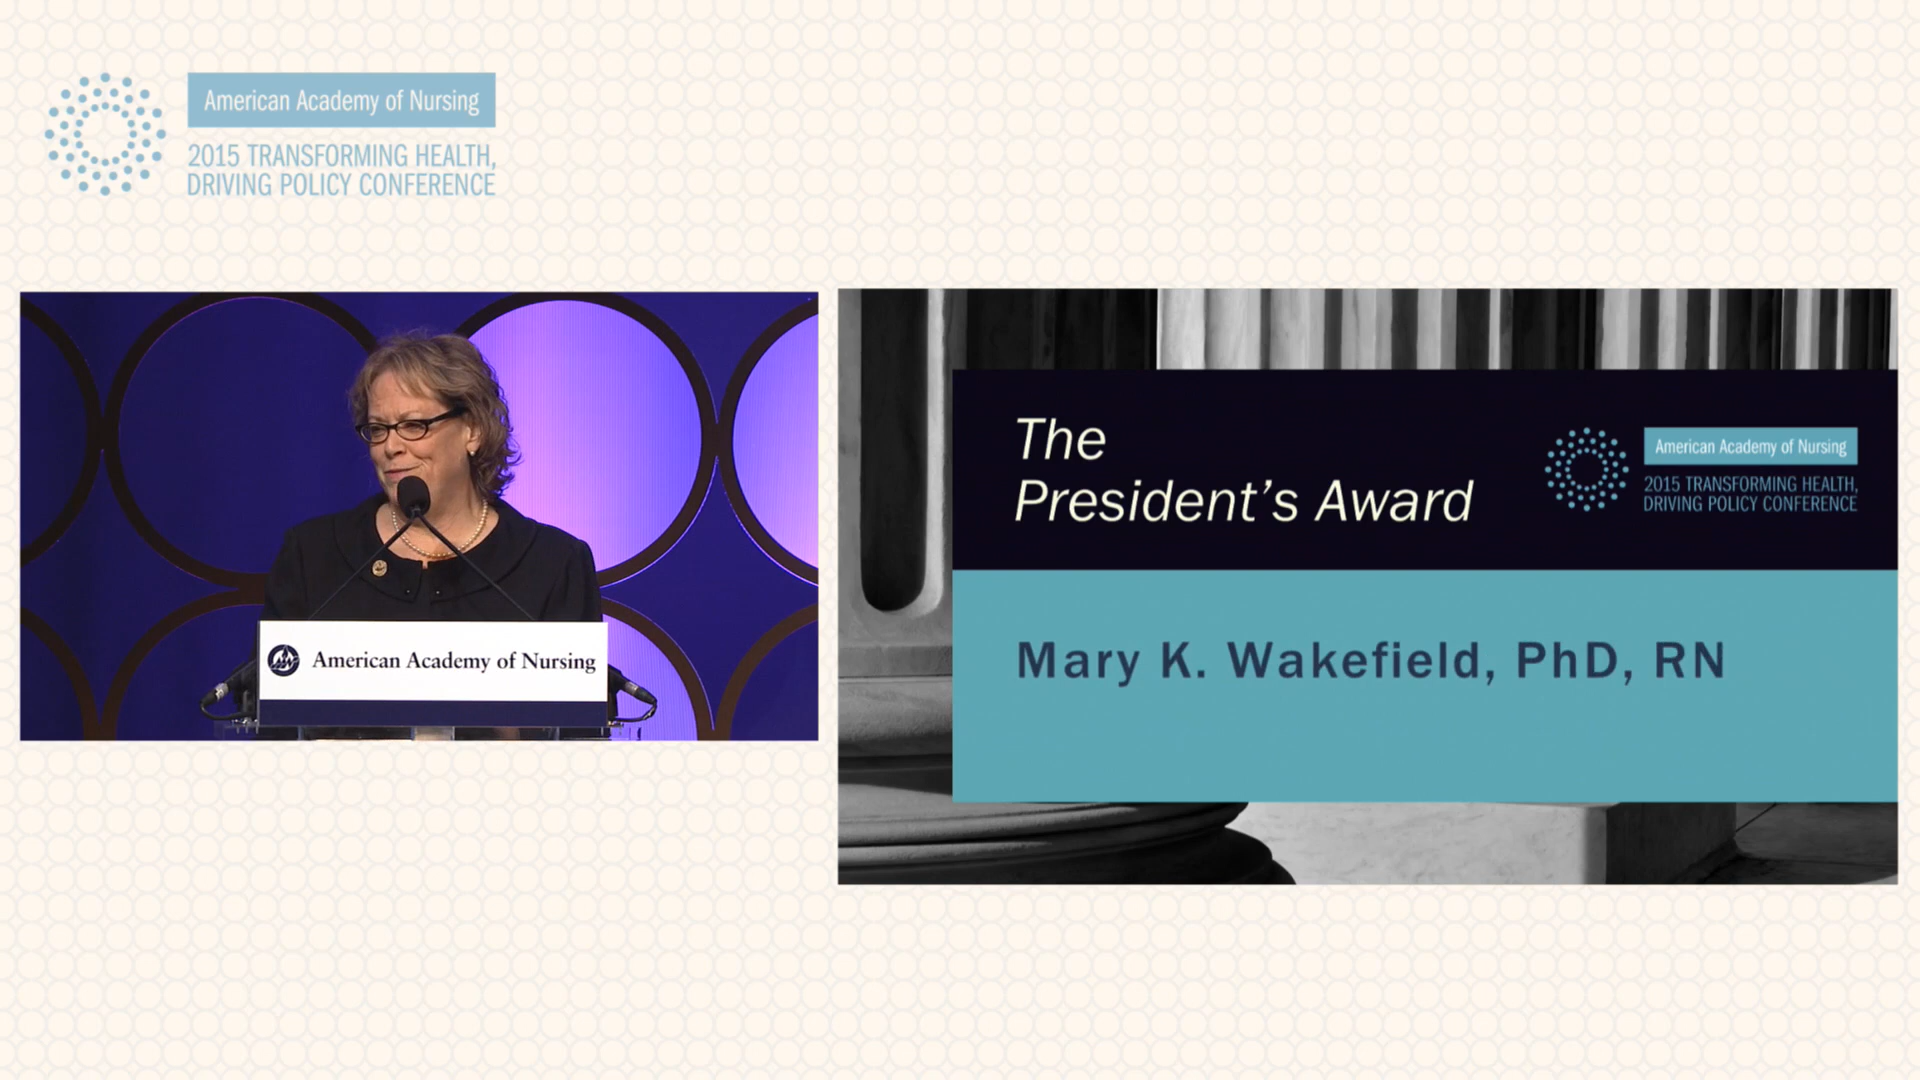 American Academy of Nursing
2015 TRANSFORMING HEALTH,
DRIVING POLICY CONFERENCE
American Academy of Nursing
The
President’s Award
American Academy of Nursing
2015 TRANSFORMING HEALTH,
DRIVING POLICY CONFERENCE
Mary K. Wakefield, PhD, RN